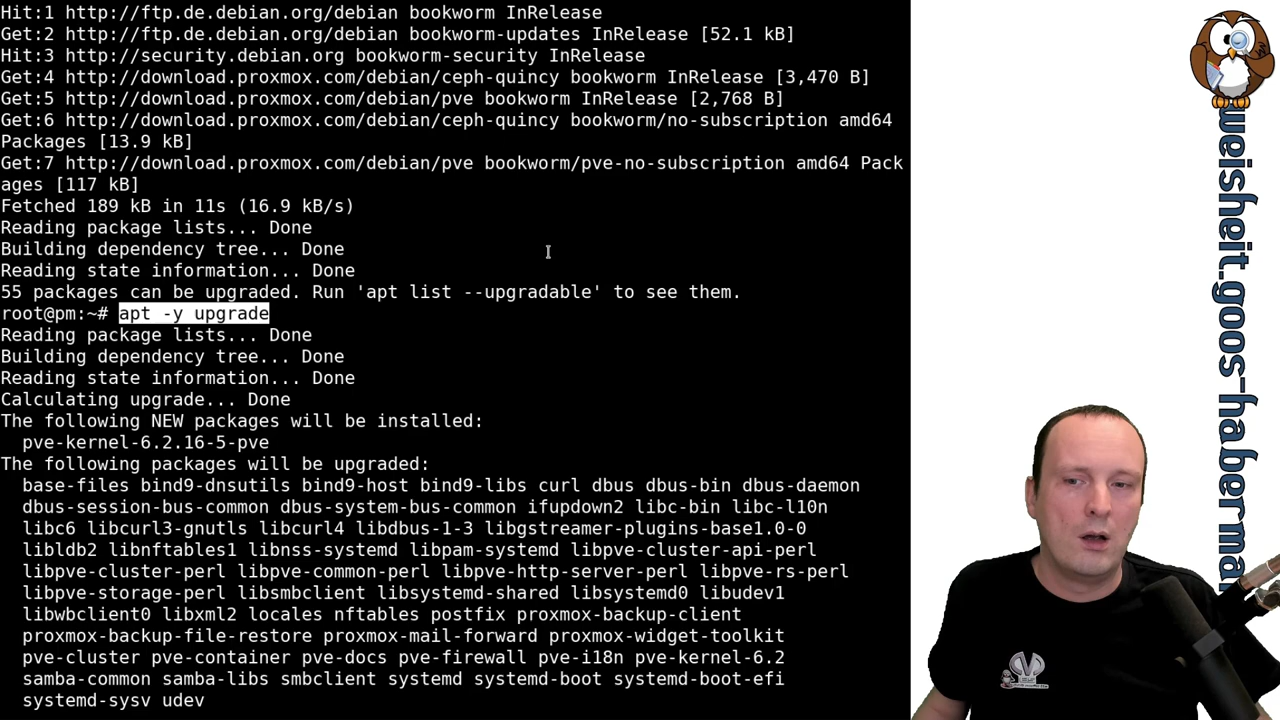 Hit:1 http://ftp.de.debian.org/debian bookworm InRelease
Get:2 http://ftp.de.debian.org/debian bookworm-updates InRelease [52.1 kB]
Hit:3 http://security.debian.org bookworm-security InRelease
Get:4 http://download.proxmox.com/debian/ceph-quincy bookworm InRelease [3,470 B]
Get:5 http://download.proxmox.com/debian/pve bookworm InRelease [2,768 B]
Get:6 http://download.proxmox.com/debian/ceph-quincy bookworm/no-subscription amd64
Packages [13.9 kB]
Get:7 http://download.proxmox.com/debian/pve bookworm/pve-no-subscription amd64 Pack
ages [117 kB]
Fetched 189 kB in 11s (16.9 kB/s)
Reading package lists... Done
Building dependency tree... Done
Reading state information... Done
55 packages can be upgraded. Run 'apt list --upgradable' to see them.
root@pm:~# apt -y upgrade
Reading package lists... Done
Building dependency tree... Done
Reading state information... Done
Calculating upgrade... Done
The following NEW packages will be installed:
pve-kernel-6.2.16-5-pve
The following packages will be upgraded:
base-files bind9-dnsutils bind9-host bind9-libs curl dbus dbus-bin dbus-daemon
dbus-session-bus-common dbus-system-bus-common ifupdown2 libc-bin libc-l10n
libc6 libcurl3-gnutls libcurl4 libdbus-1-3 libgstreamer-plugins-base1.0-0
libldb2 libnftables1 libnss-systemd libpam-systemd libpve-cluster-api-perl
libpve-cluster-perl libpve-common-perl libpve-http-server-perl libpve-rs-perl
libpve-storage-perl libsmbclient libsystemd-shared libsystemd0 libudev1
libwbclient0 libxml2 locales nftables postfix proxmox-backup-client
proxmox-backup-file-restore proxmox-mail-forward proxmox-widget-toolkit
pve-cluster pve-container pve-docs pve-firewall pve-i18n pve-kernel-6.2
samba-common samba-libs smbclient systemd systemd-boot systemd-boot-efi
systemd-sysv udev
weisheit.goos-haberma